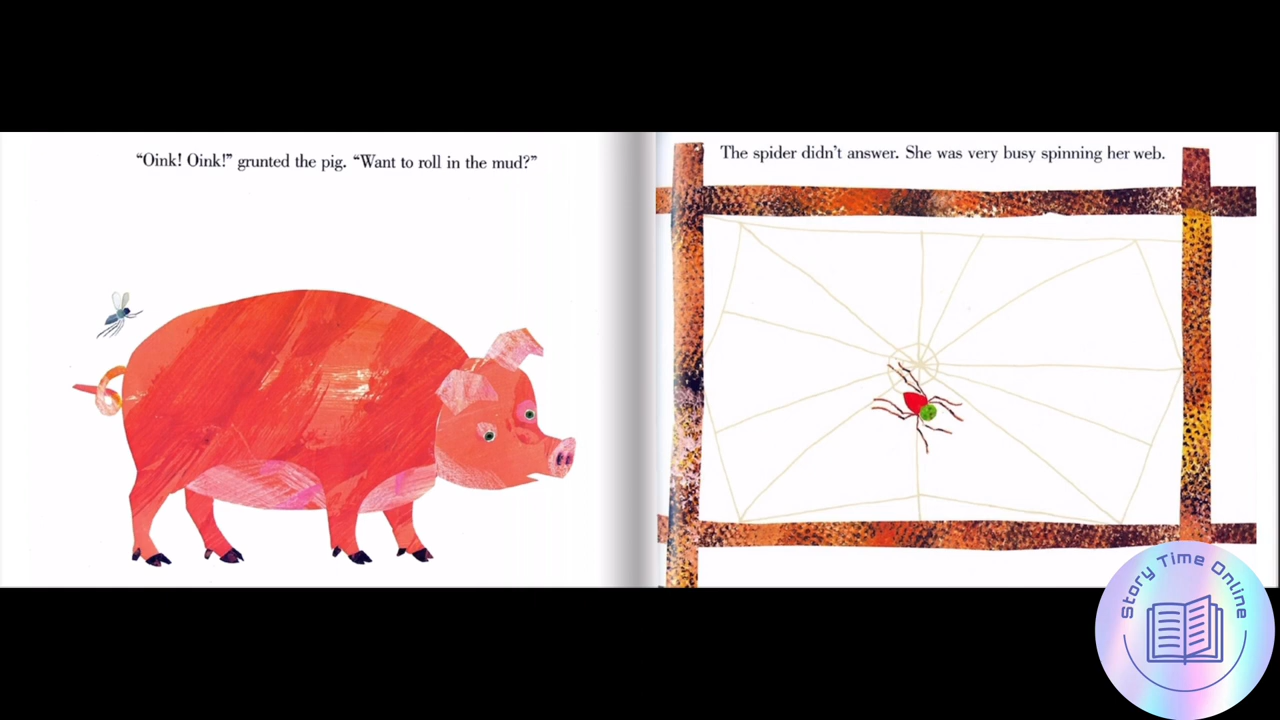 “Oink! Oink!” grunted the pig. “Want to roll in the mud?”
The spider didn’t answer. She was very busy spinning her web.
Story Time Online